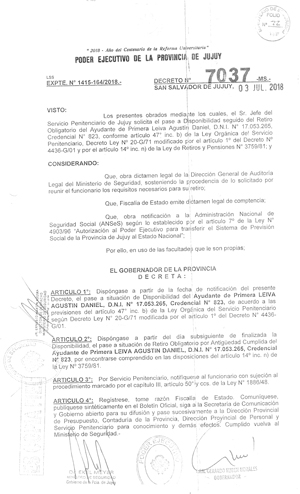 " 2018 - Año del Centenario de la Reforma Universitaria"
PODER EJECUTIVO DE LA PROVINCIA DE JUJUY
EXPTE. Nº 1415-164/2018.-
DECRETO Nº 7037 -MS.-
SAN SALVADOR DE JUJUY, 03 JUL. 2018
VISTO:
Los presentes obrados mediante los cuales, el Sr. Jefe del
Servicio Penitenciario de Jujuy solicita el pase a Disponibilidad seguido del Retiro
Obligatorio del Ayudante de Primera Leiva Agustin Daniel, D.N.I. Nº 17.053.265,
Credencial Nº 823, conforme artículo 47° inc. b) de la Ley Orgánica del Servicio
Penitenciario, Decreto Ley Nº 20-G/71 modificada por el artículo 1° del Decreto Nº
4436-G/01 y por el artículo 14° inc. n) de la Ley de Retiros y Pensiones Nº 3759/81, y
CONSIDERANDO:
Que, obra dictamen legal de la Dirección General de Auditoría
Legal del Ministerio de Seguridad, sosteniendo la procedencia de lo solicitado por
reunir el funcionario los requisitos necesarios para su retiro;
Que, Fiscalía de Estado emite dictamen legal de competencia;
Que, obra notificación a la Administración Nacional de
Seguridad Social (ANSeS) según lo establecido por el artículo 7° de la Ley Nº
4903/96 "Autorización al Poder Ejecutivo para transferir el Sistema de Previsión
Social de la Provincia de Jujuy al Estado Nacional";
Por ello, en uso de las facultades que le son propias;
EL GOBERNADOR DE LA PROVINCIA
D E C R E T A :
ARTICULO 1°: Dispóngase a partir de la fecha de notificación del presente
Decreto, el pase a situación de Disponibilidad del Ayudante de Primera LEIVA
AGUSTIN DANIEL, D.N.I. Nº 17.053.265, Credencial Nº 823, de acuerdo a las
previsiones del artículo 47° inc. b) de la Ley Orgánica del Servicio Penitenciario
según Decreto Ley Nº 20-G/71 modificado por el artículo 1° del Decreto Nº 4436-
G/01.
ARTICULO 2°: Dispóngase a partir del día subsiguiente de finalizada la
Disponibilidad, el pase a situación de Retiro Obligatorio por Antigüedad Cumplida del
Ayudante de Primera LEIVA AGUSTIN DANIEL, D.N.I. Nº 17.053.265, Credencial
Nº 823, por encontrarse comprendido en las disposiciones del artículo 14° inc. n) de
la Ley Nº 3759/81.
ARTICULO 3°: Por Servicio Penitenciario, notifíquese al funcionario con sujeción al
procedimiento marcado por el capítulo III, artículo 50° y ccs. de la Ley Nº 1886/48.
ARTICULO 4°: Regístrese, tome razón Fiscalía de Estado. Comuníquese,
publíquese sintéticamente en el Boletín Oficial, siga a la Secretaría de Comunicación
y Gobierno abierto para su difusión y pase sucesivamente a la Dirección Provincial
de Presupuesto, Contaduría de la Provincia, Dirección Provincial de Personal y
Servicio Penitenciario para conocimiento y demás efectos. Cumplido vuelva al
Ministerio de Seguridad.-
GOBERNADOR